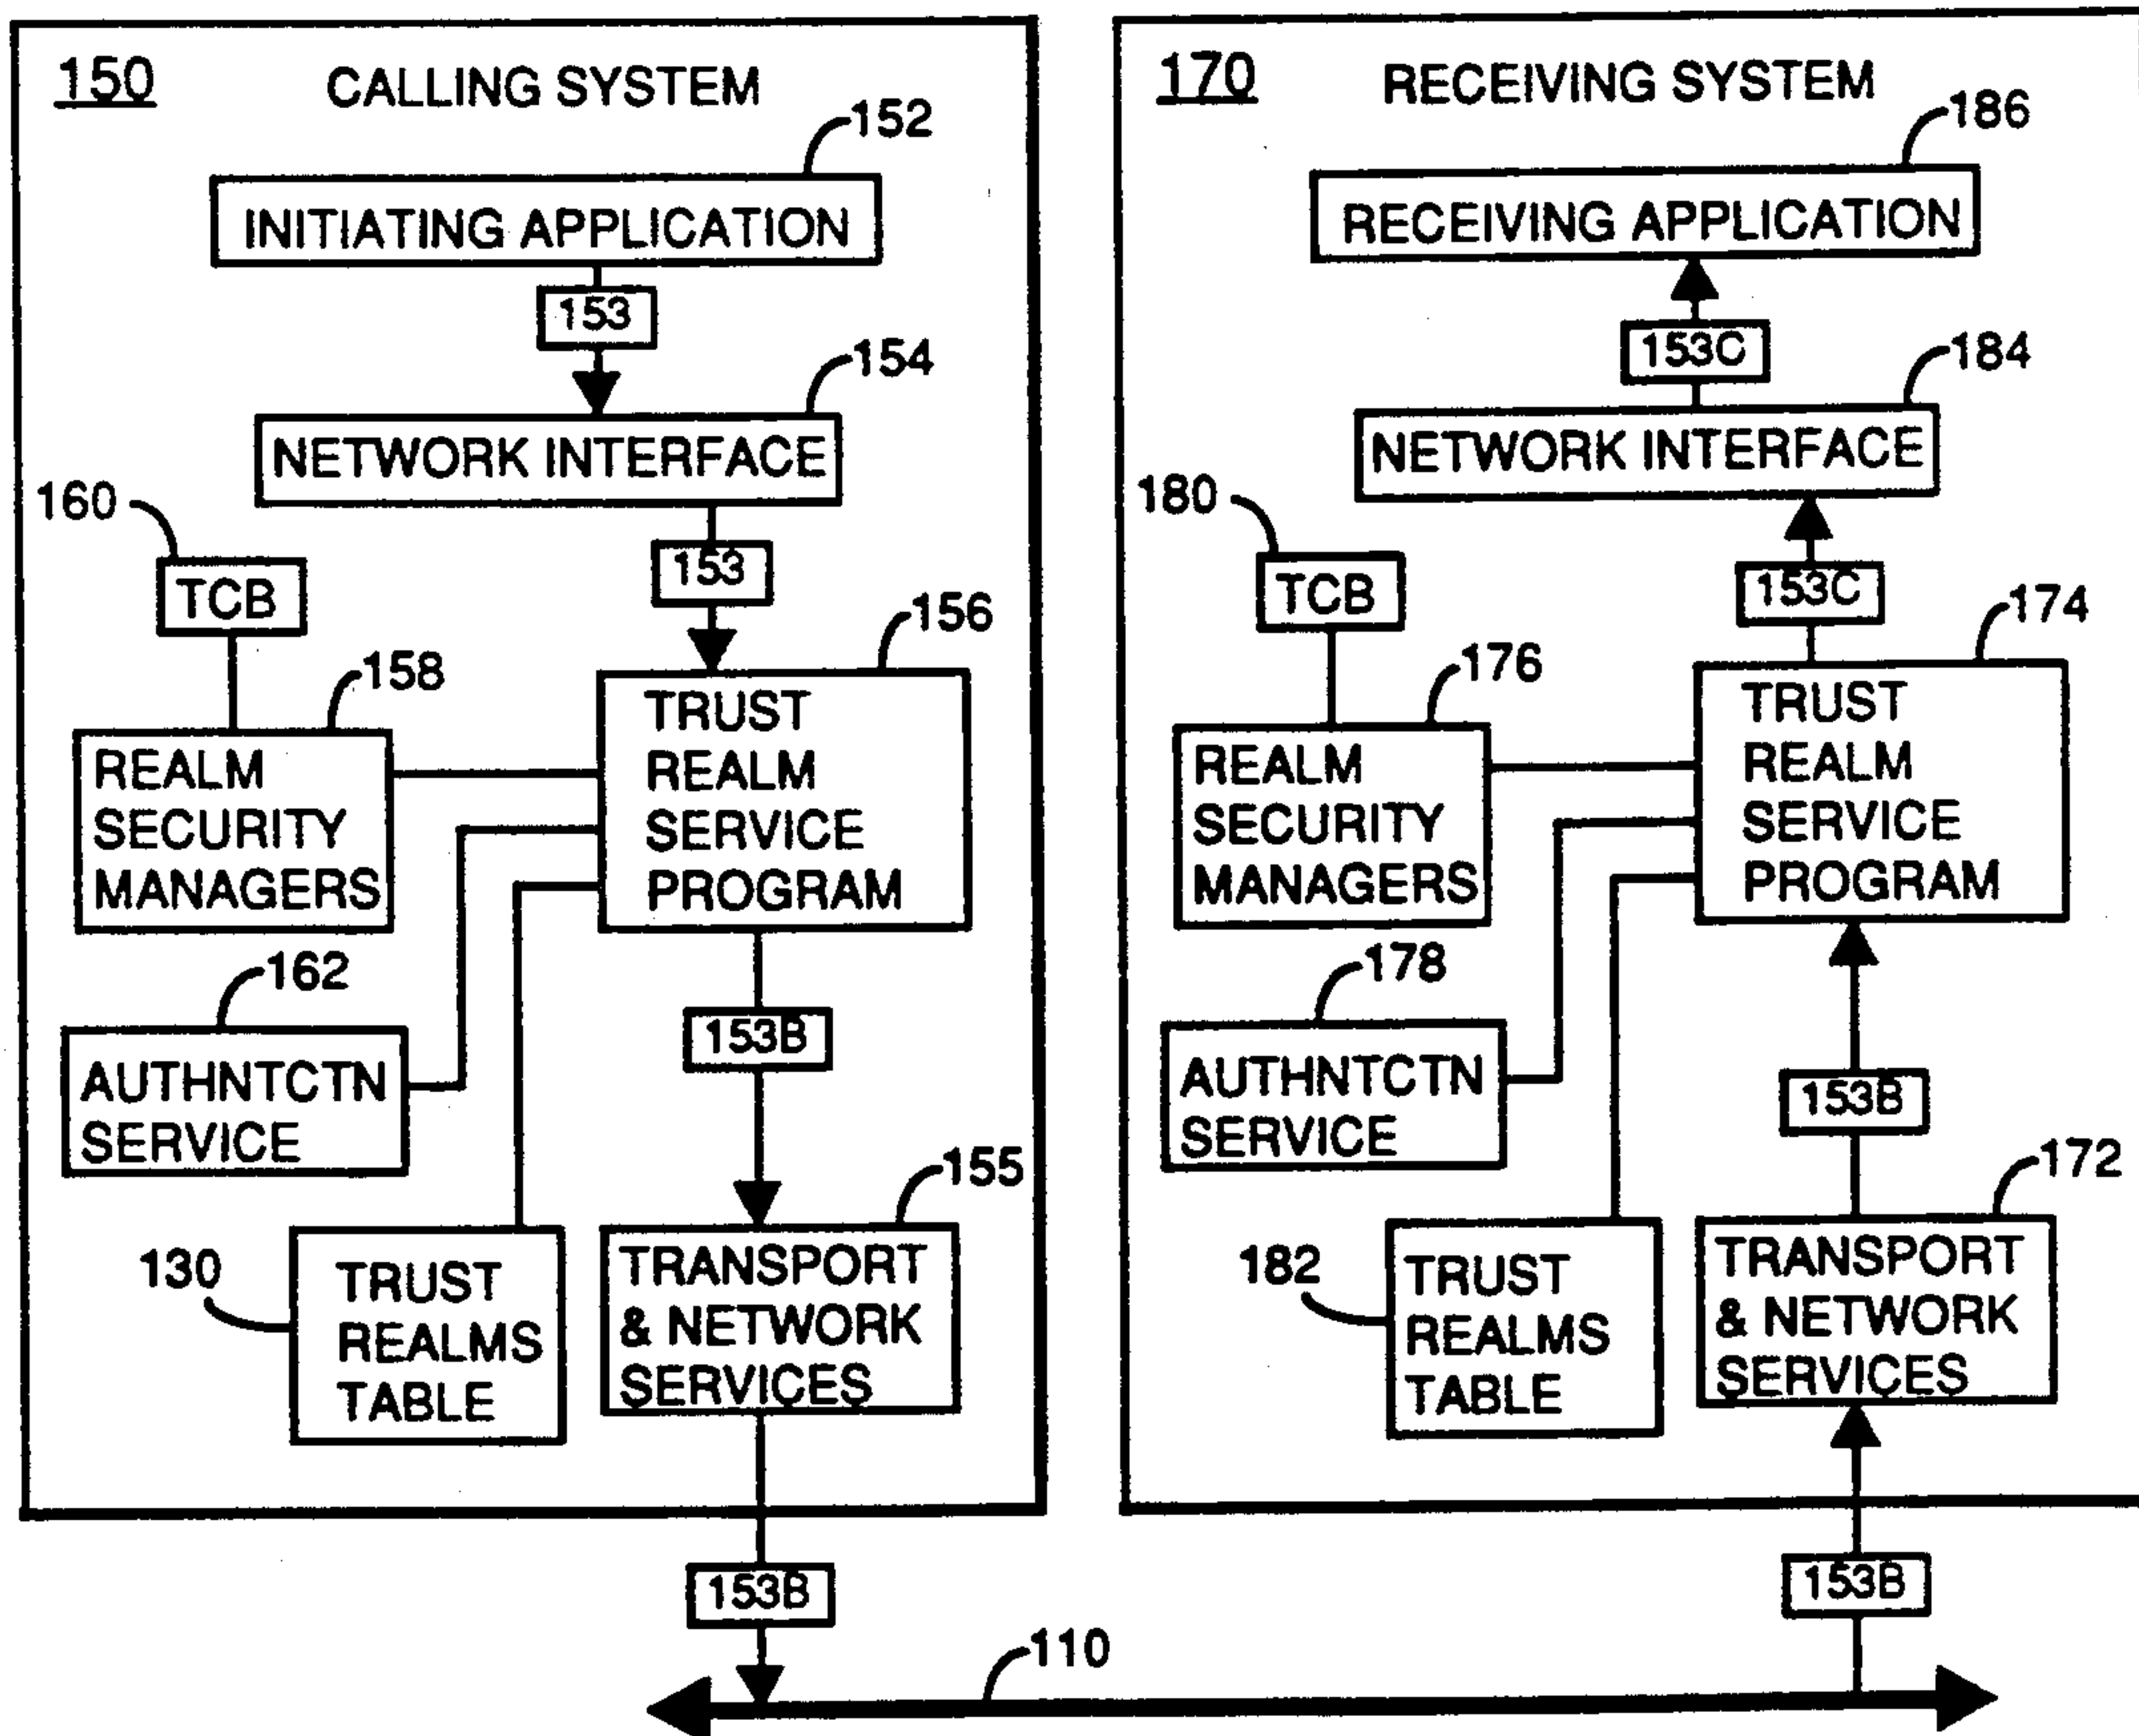 150 CALLING SYSTEM
152
INITIATING APPLICATION
153
154
NETWORK INTERFACE
160
TCB
153
156
158
REALM
SECURITY
MANAGERS
TRUST
REALM
SERVICE
PROGRAM
162
AUTHNTCTN
SERVICE
153B
155
130
TRUST
REALMS
TABLE
TRANSPORT
& NETWORK
SERVICES
153B
110
170 RECEIVING SYSTEM
186
RECEIVING APPLICATION
153C
184
NETWORK INTERFACE
180
TCB
153C
174
176
REALM
SECURITY
MANAGERS
TRUST
REALM
SERVICE
PROGRAM
178
AUTHNTCTN
SERVICE
153B
172
182
TRUST
REALMS
TABLE
TRANSPORT
& NETWORK
SERVICES
153B